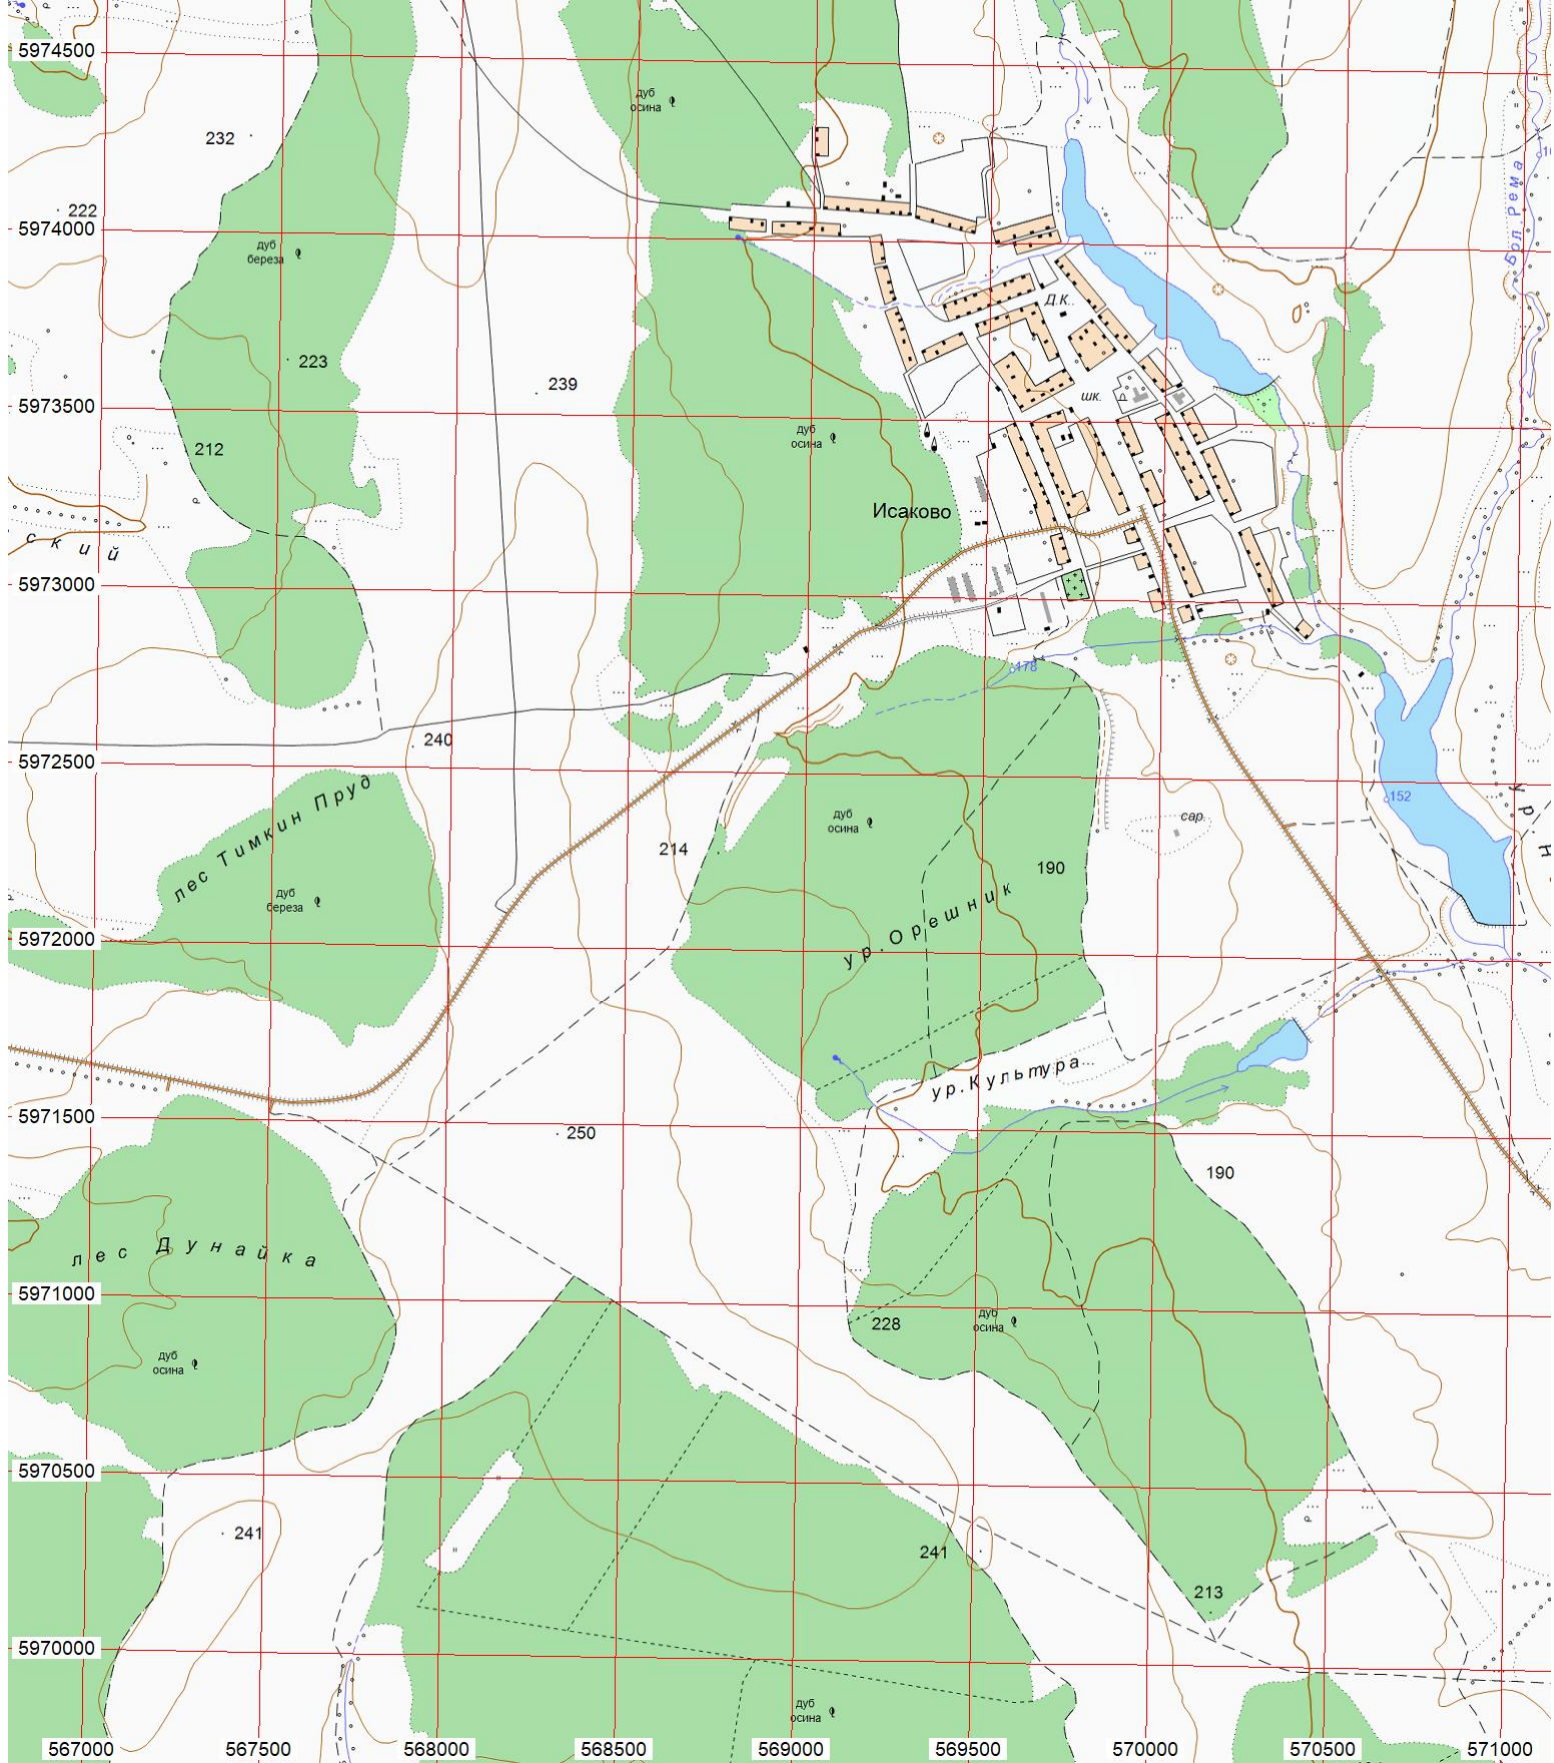 5974500
дуб
осина
232
222
5974000
дуб
береза
Бол Рема
Д.К.
223
239
шк.
5973500
дуб
осина
212
Исаково
ский
5973000
178
240
5972500
лес Тимкин Пруд
152
сар.
дуб
осина
214
190
дуб
береза
ур.Орешник
5972000
ур.Культура
5971500
250
190
лес Дунайка
5971000
228
дуб
осина
дуб
осина
5970500
241
241
213
5970000
дуб
осина
567000 567500 568000 568500 569000 569500 570000 570500 571000